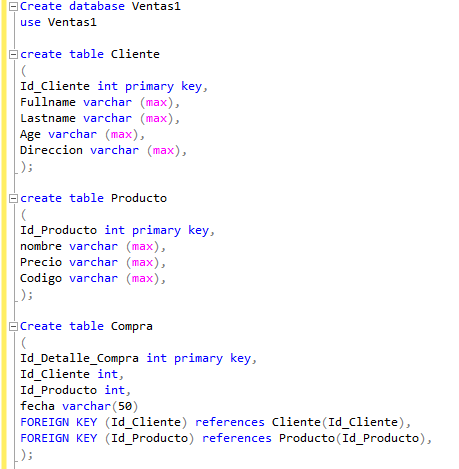 Create database Ventas1
use Ventas1
create table Cliente
(
Id_Cliente int primary key,
Fullname varchar (max),
Lastname varchar (max),
Age varchar (max),
Direccion varchar (max),
);
create table Producto
(
Id_Producto int primary key,
nombre varchar (max),
Precio varchar (max),
Codigo varchar (max),
);
Create table Compra
(
Id_Detalle_Compra int primary key,
Id_Cliente int,
Id_Producto int,
fecha varchar(50)
FOREIGN KEY (Id_Cliente) references Cliente(Id_Cliente),
FOREIGN KEY (Id_Producto) references Producto(Id_Producto),
);